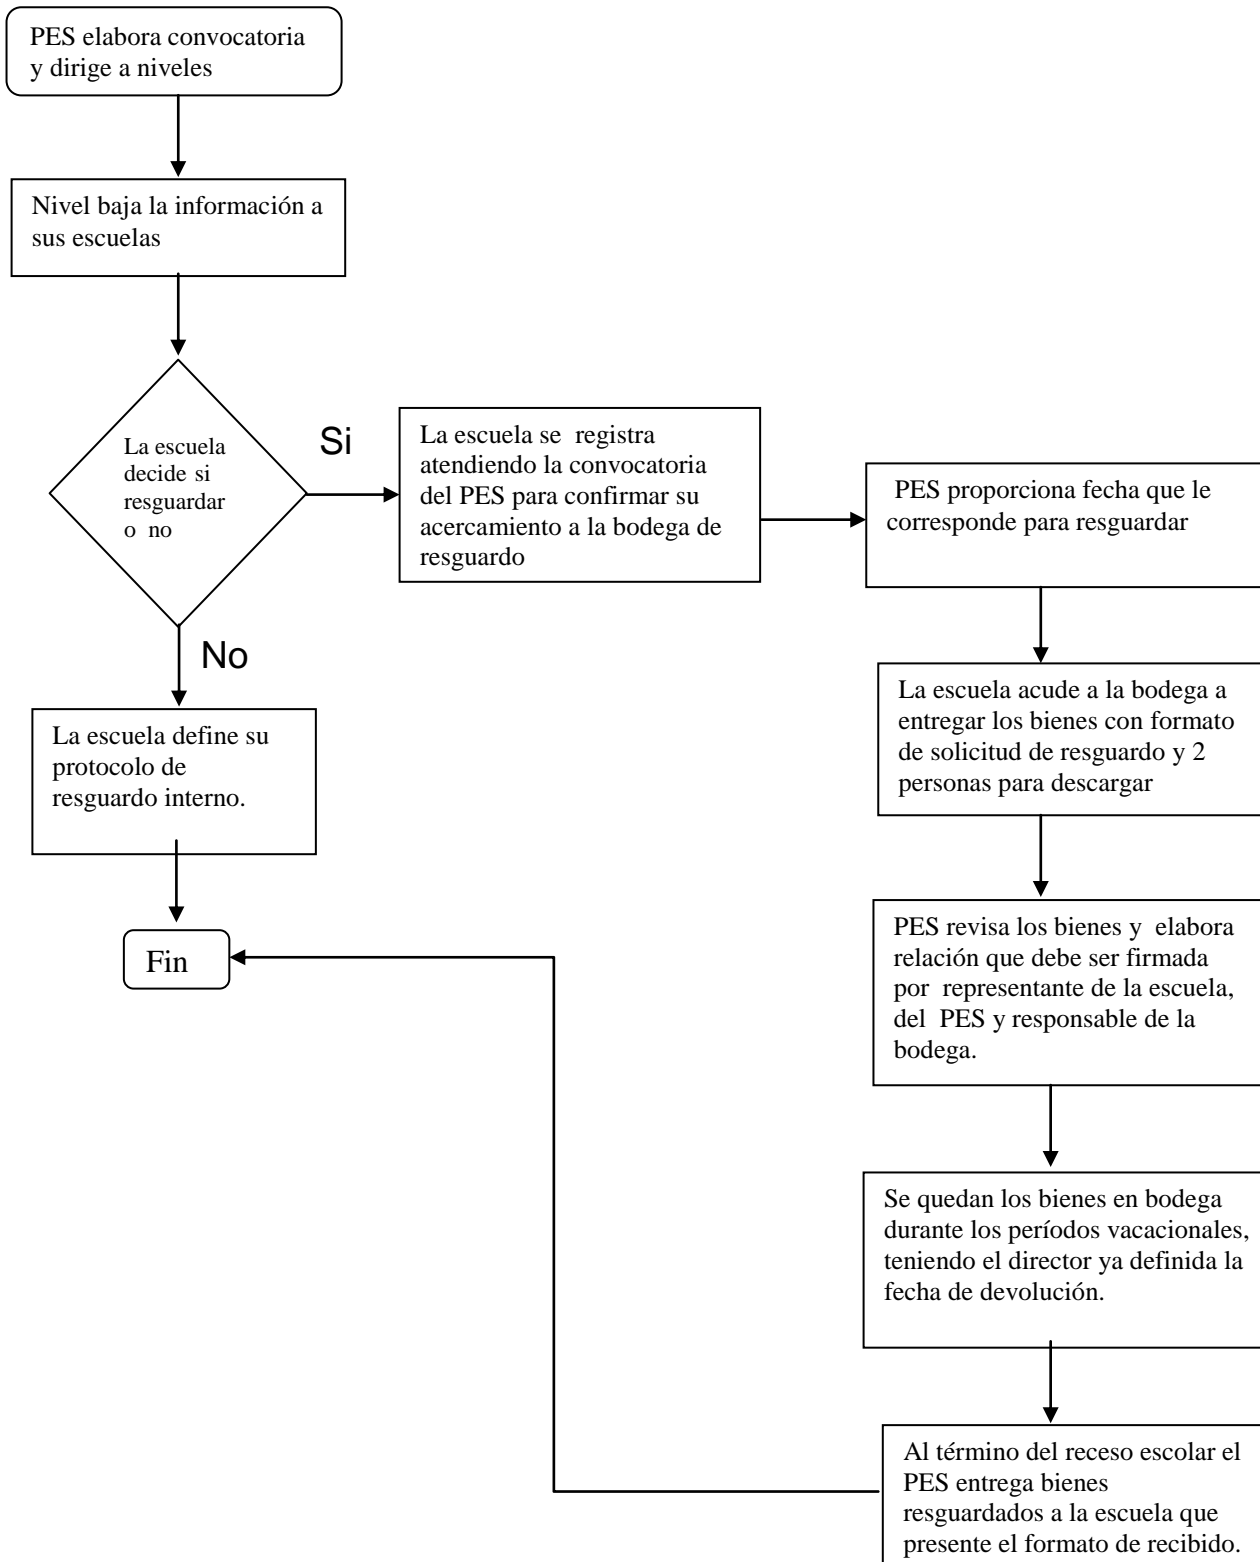 PES elabora convocatoria
y dirige a niveles
Nivel baja la información a
sus escuelas
La escuela
decide si
resguardar
o no
Si
La escuela se registra
atendiendo la convocatoria
del PES para confirmar su
acercamiento a la bodega de
resguardo
PES proporciona fecha que le
corresponde para resguardar
No
La escuela define su
protocolo de
resguardo interno.
Fin
La escuela acude a la bodega a
entregar los bienes con formato
de solicitud de resguardo y 2
personas para descargar
PES revisa los bienes y elabora
relación que debe ser firmada
por representante de la escuela,
del PES y responsable de la
bodega.
Se quedan los bienes en bodega
durante los períodos vacacionales,
teniendo el director ya definida la
fecha de devolución.
Al término del receso escolar el
PES entrega bienes
resguardados a la escuela que
presente el formato de recibido.